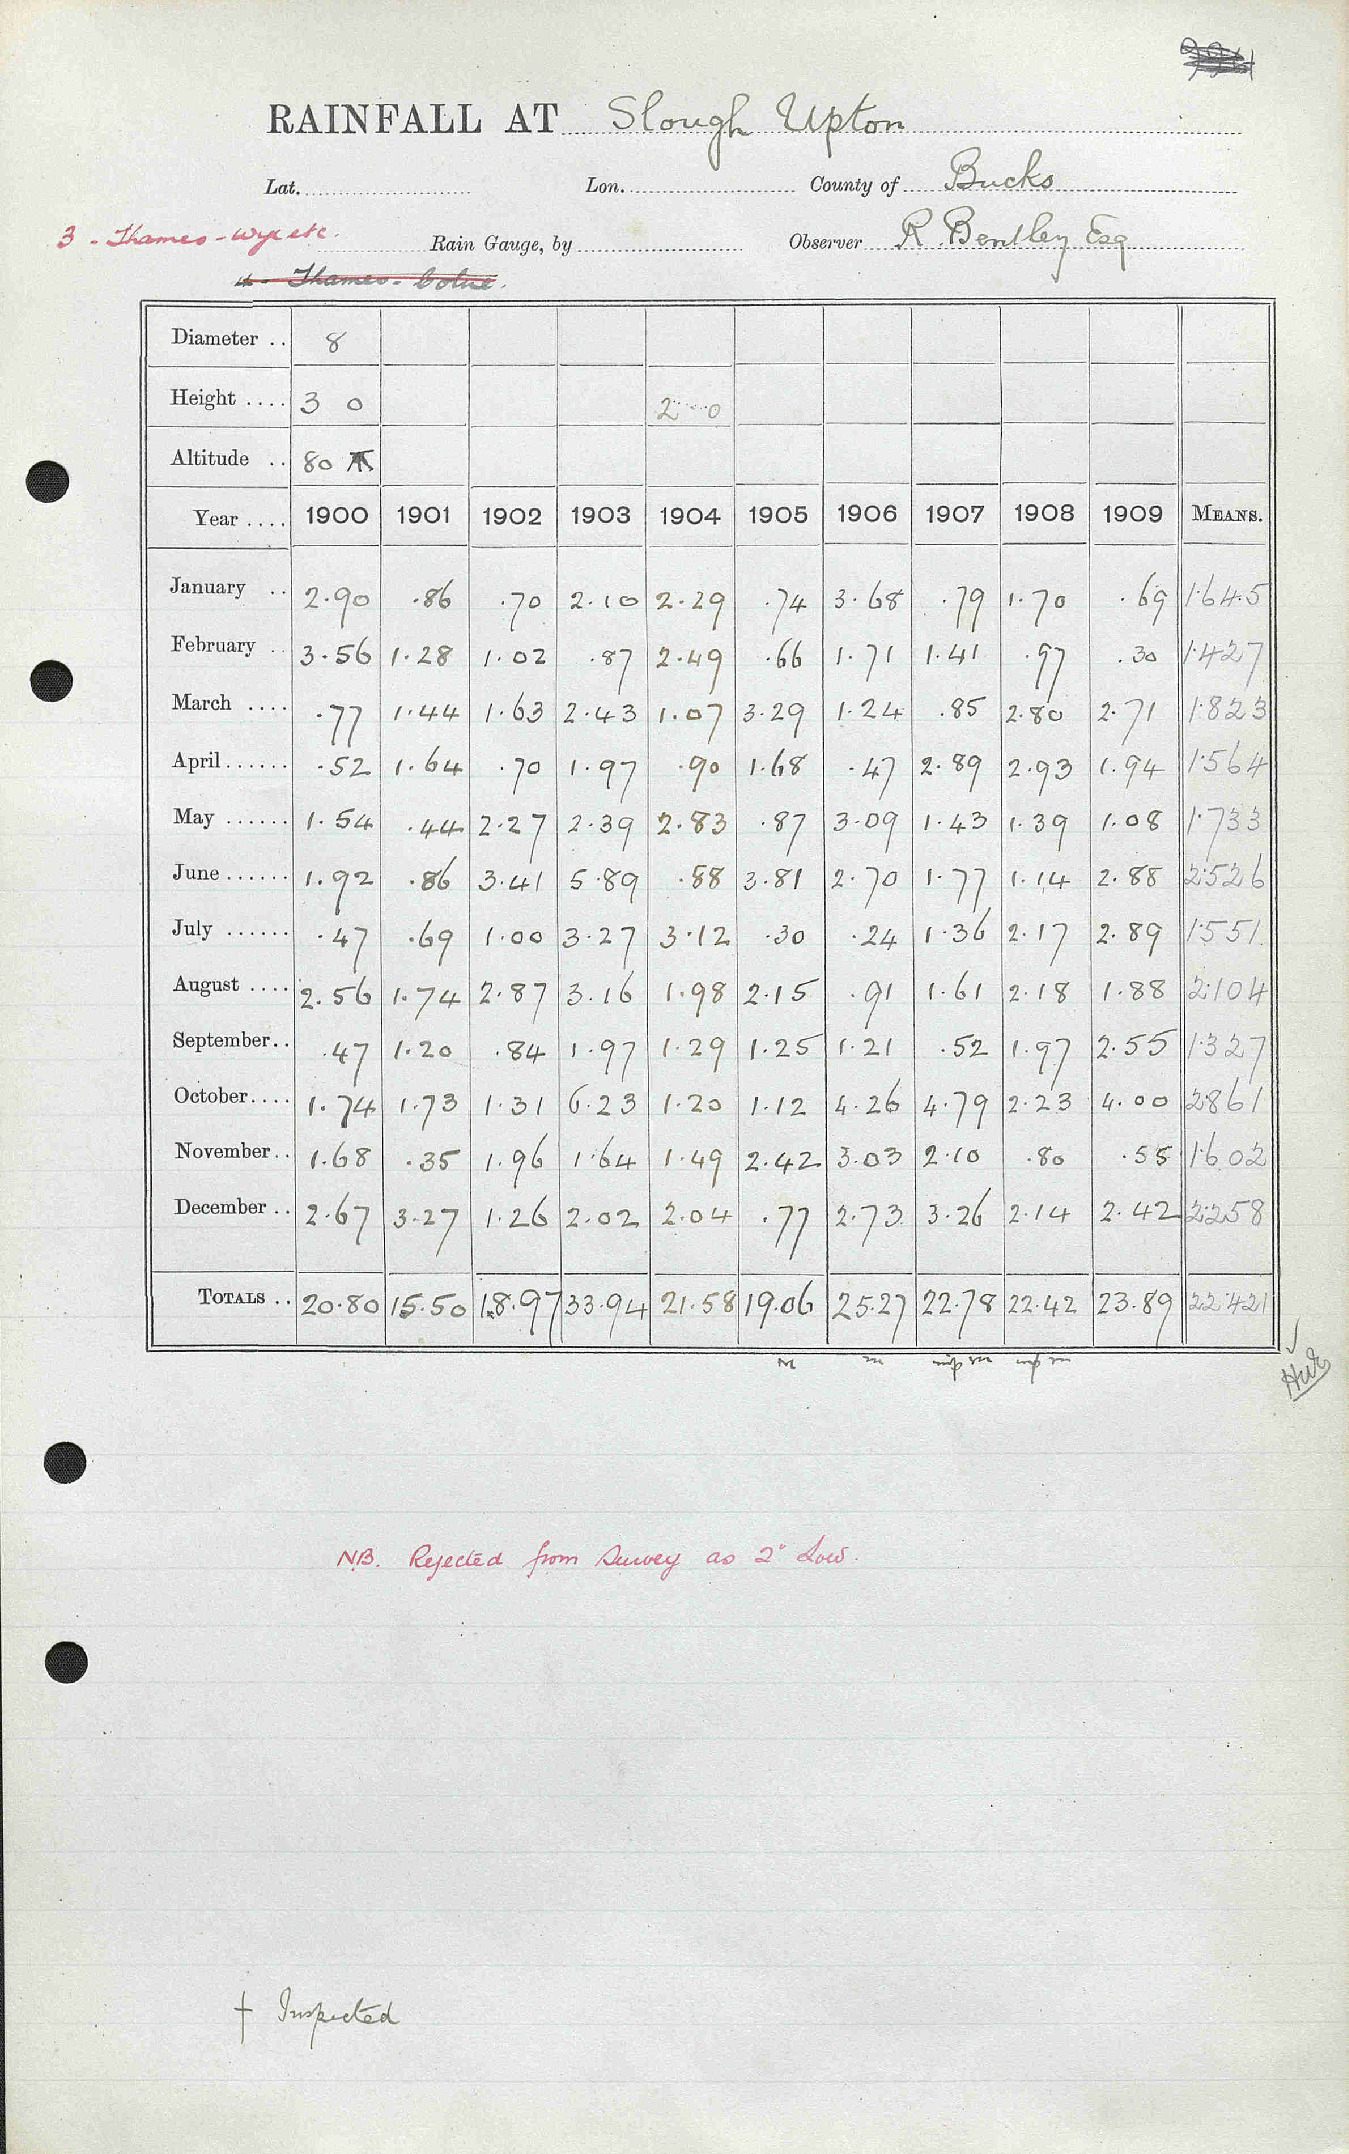 RAINFALL AT Slough Upton
Lat. Lon. County of Bucks
3 - Thames - Wye etc. Rain Gauge, by Observer R Bentley Esq
4 - Thames - Colne.
Diameter .. 8
Height .... 3 0 2 - 0
Altitude .. 80
Year .... 1900 1901 1902 1903 1904 1905 1906 1907 1908 1909 MEANS.
January .. 2.90 .86 .70 2.10 2.29 .74 3.68 .79 1.70 .69 1.645
February .. 3.56 1.28 1.02 .87 2.49 .66 1.71 1.41 .97 .30 1.427
March .... .77 1.44 1.63 2.43 1.07 3.29 1.24 .85 2.80 2.71 1.823
April ...... .52 1.64 .70 1.97 .90 1.68 .47 2.89 2.93 1.94 1.564
May ...... 1.54 .44 2.27 2.39 2.83 .87 3.09 1.43 1.39 1.08 1.733
June ...... 1.92 .86 3.41 5.89 .88 3.81 2.70 1.77 1.14 2.88 2.526
July ...... .47 .69 1.00 3.27 3.12 .30 .24 1.36 2.17 2.89 1.551
August .... 2.56 1.74 2.87 3.16 1.98 2.15 .91 1.61 2.18 1.88 2.104
September .. .47 1.20 .84 1.97 1.29 1.25 1.21 .52 1.97 2.55 1.327
October .... 1.74 1.73 1.31 6.23 1.20 1.12 4.26 4.79 2.23 4.00 2.861
November .. 1.68 .35 1.96 1.64 1.49 2.42 3.03 2.10 .80 .55 1.602
December .. 2.67 3.27 1.26 2.02 2.04 .77 2.73 3.26 2.14 2.42 2.258
TOTALS .. 20.80 15.50 18.97 33.94 21.58 19.06 25.27 22.78 22.42 23.89 22.421
NB. Rejected from Survey as 2" Low.
† Inspected